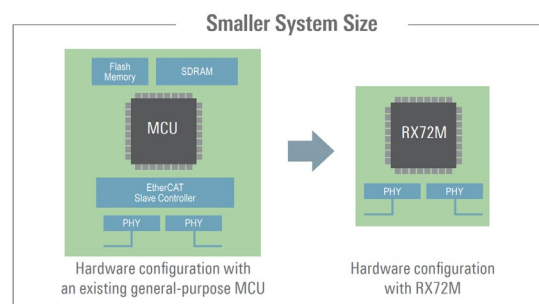 Smaller System Size
Flash
Memory
SDRAM
MCU
EtherCAT
Slave Controller
PHY
PHY
Hardware configuration with
an existing general-purpose MCU
RX72M
PHY
PHY
Hardware configuration
with RX72M